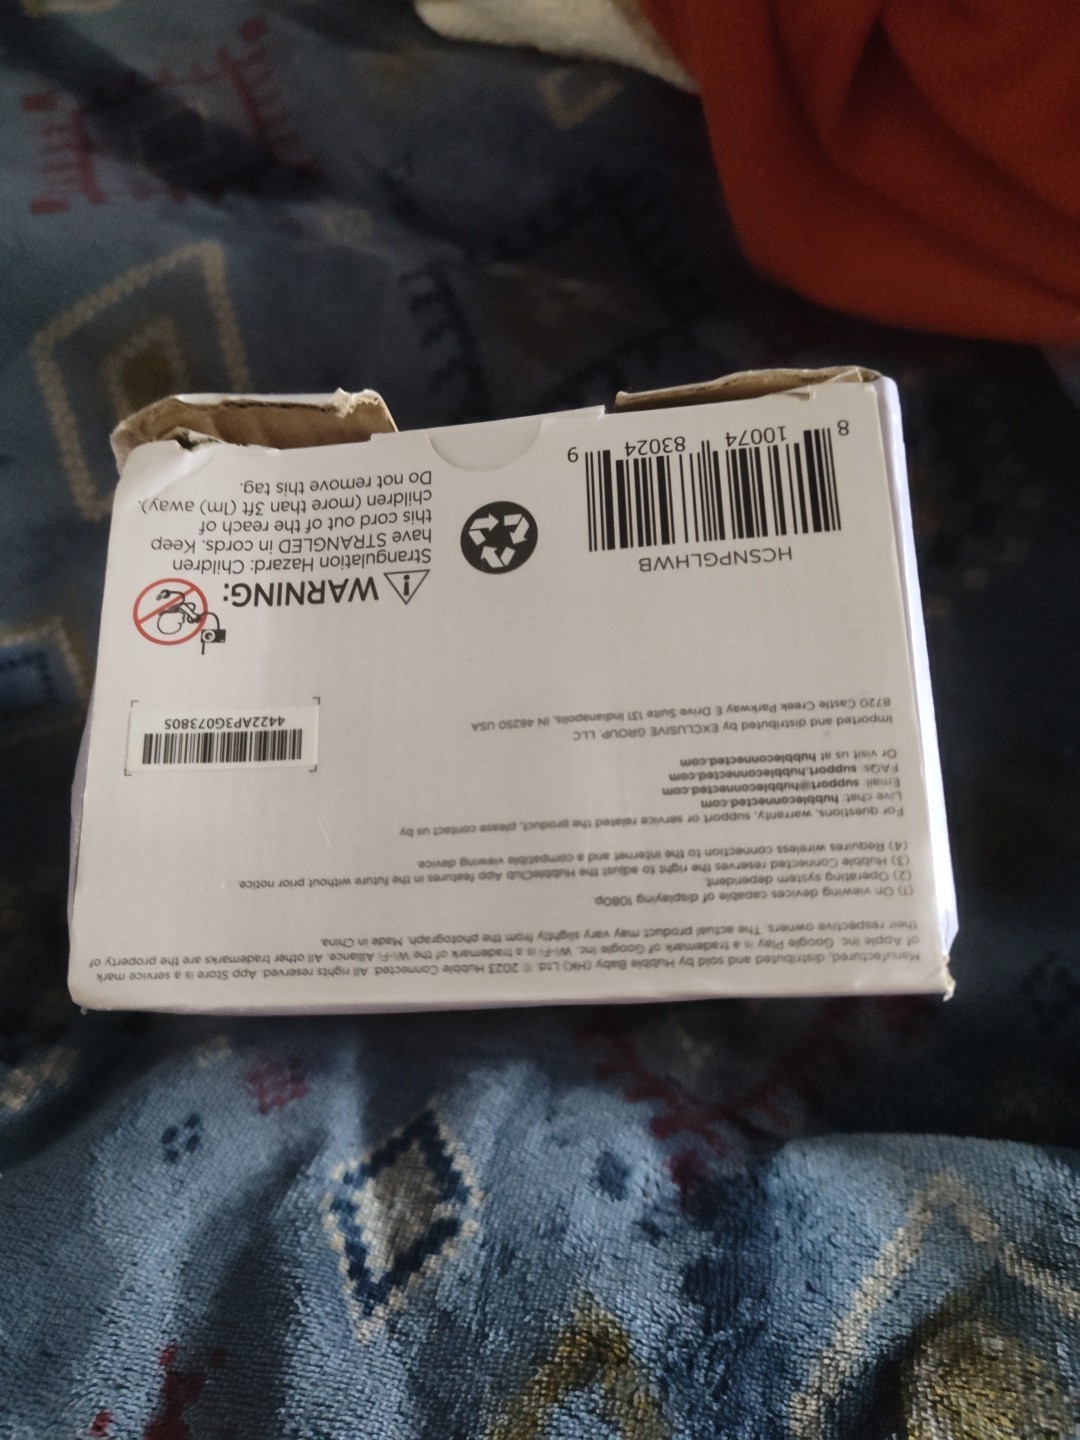 Manufactured, distributed and sold by Hubble Baby (HK) Ltd. © 2023 Hubble Connected. All rights reserved. App Store is a service mark
of Apple Inc. Google Play is a trademark of Google Inc. Wi-Fi is a trademark of the Wi-Fi Alliance. All other trademarks are the property of
their respective owners. The actual product may vary slightly from the photograph. Made in China.
(1) On viewing devices capable of displaying 1080p.
(2) Operating system dependent.
(3) Hubble Connected reserves the right to adjust the HubbleClub App features in the future without prior notice.
(4) Requires wireless connection to the internet and a compatible viewing device.
For questions, warranty, support or service related the product, please contact us by
Live chat: hubbleconnected.com
Email: support@hubbleconnected.com
FAQs: support.hubbleconnected.com
Or visit us at hubbleconnected.com
Imported and distributed by EXCLUSIVE GROUP, LLC
8720 Castle Creek Parkway E Drive Suite 131 Indianapolis, IN 46250 USA
4422AP3G073805
HCSNPGLHWB
8 10074 83024 9
WARNING:
Strangulation Hazard: Children
have STRANGLED in cords. Keep
this cord out of the reach of
children (more than 3ft (1m) away).
Do not remove this tag.